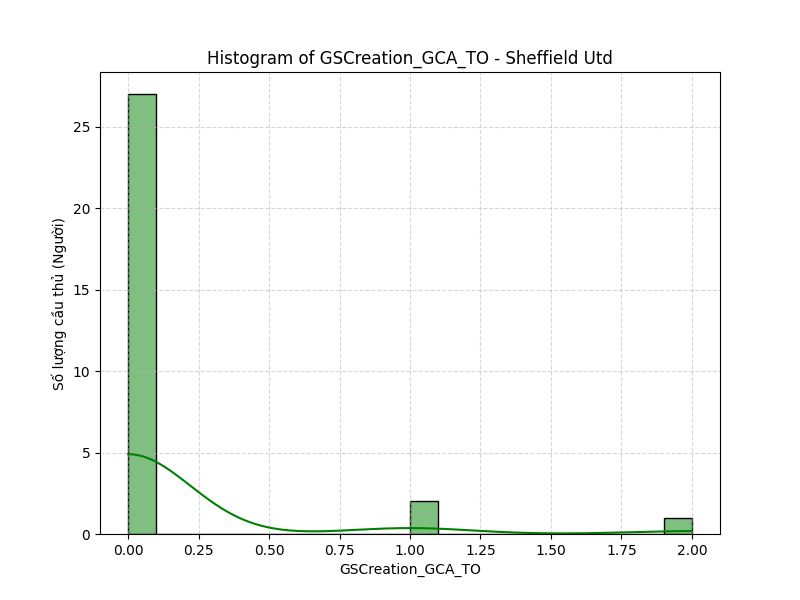 Histogram of GSCreation_GCA_TO - Sheffield Utd
Số lượng cầu thủ (Người)
25
20
15
10
5
0
0.00 0.25 0.50 0.75 1.00 1.25 1.50 1.75 2.00
GSCreation_GCA_TO